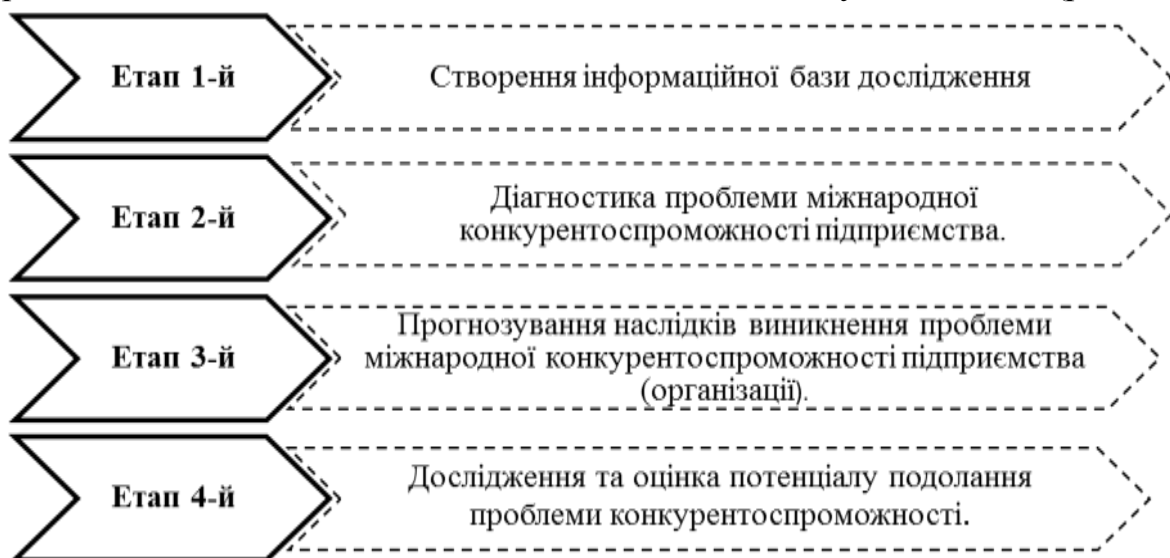 Етап 1-й
Створення інформаційної бази дослідження
Етап 2-й
Діагностика проблеми міжнародної
конкурентоспроможності підприємства.
Етап 3-й
Прогнозування наслідків виникнення проблеми
міжнародної конкурентоспроможності підприємства
(організації).
Етап 4-й
Дослідження та оцінка потенціалу подолання
проблеми конкурентоспроможності.